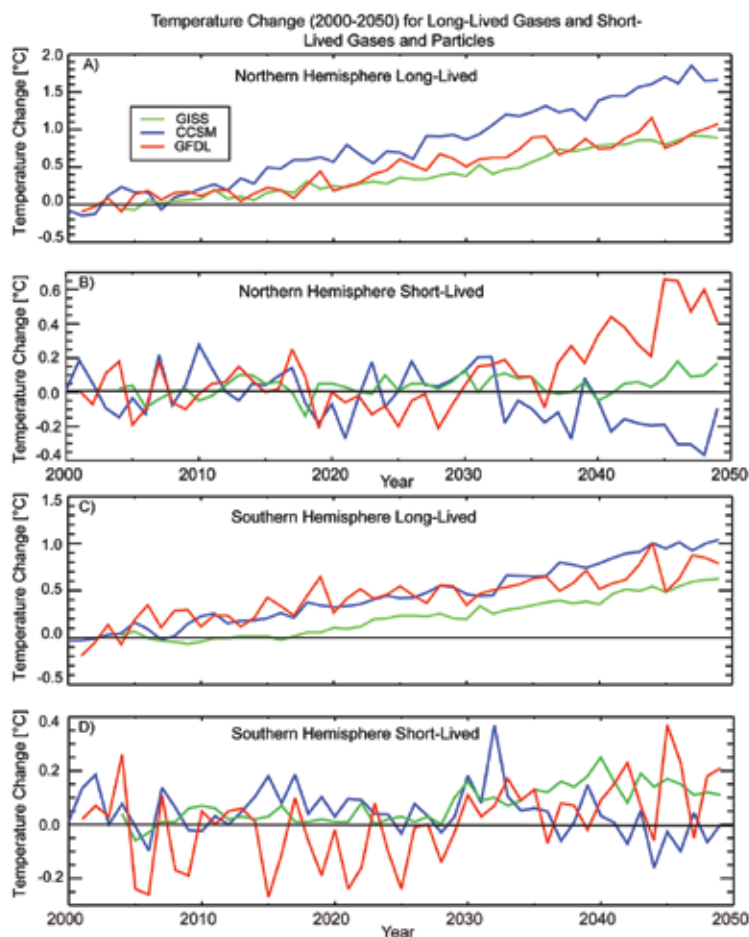 Temperature Change (2000-2050) for Long-Lived Gases and Short-
Lived Gases and Particles
A)
Northern Hemisphere Long-Lived
GISS
CCSM
GFDL
Temperature Change [°C]
2.0
1.5
1.0
0.5
0.0
-0.5
B)
Northern Hemisphere Short-Lived
Temperature Change [°C]
0.6
0.4
0.2
0.0
-0.2
-0.4
2000 2010 2020 2030 2040 2050
Year
C)
Southern Hemisphere Long-Lived
Temperature Change [°C]
1.5
1.0
0.5
0.0
-0.5
D)
Southern Hemisphere Short-Lived
Temperature Change [°C]
0.4
0.2
0.0
-0.2
2000 2010 2020 2030 2040 2050
Year